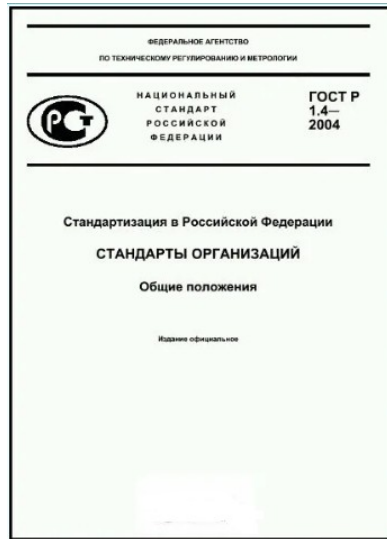 ФЕДЕРАЛЬНОЕ АГЕНТСТВО
ПО ТЕХНИЧЕСКОМУ РЕГУЛИРОВАНИЮ И МЕТРОЛОГИИ
РСТ
НАЦИОНАЛЬНЫЙ
СТАНДАРТ
РОССИЙСКОЙ
ФЕДЕРАЦИИ
ГОСТ Р
1.4—
2004
Стандартизация в Российской Федерации
СТАНДАРТЫ ОРГАНИЗАЦИЙ
Общие положения
Издание официальное